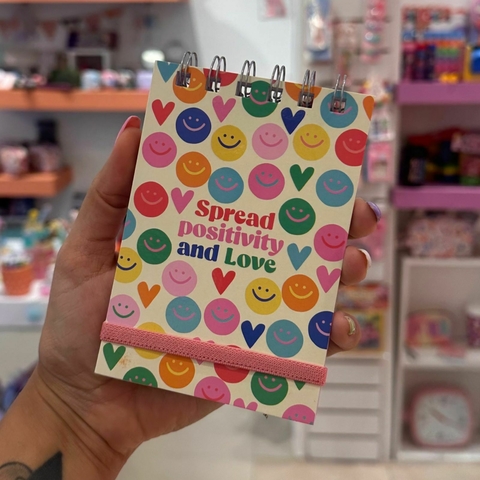 Spread
positivity
and Love